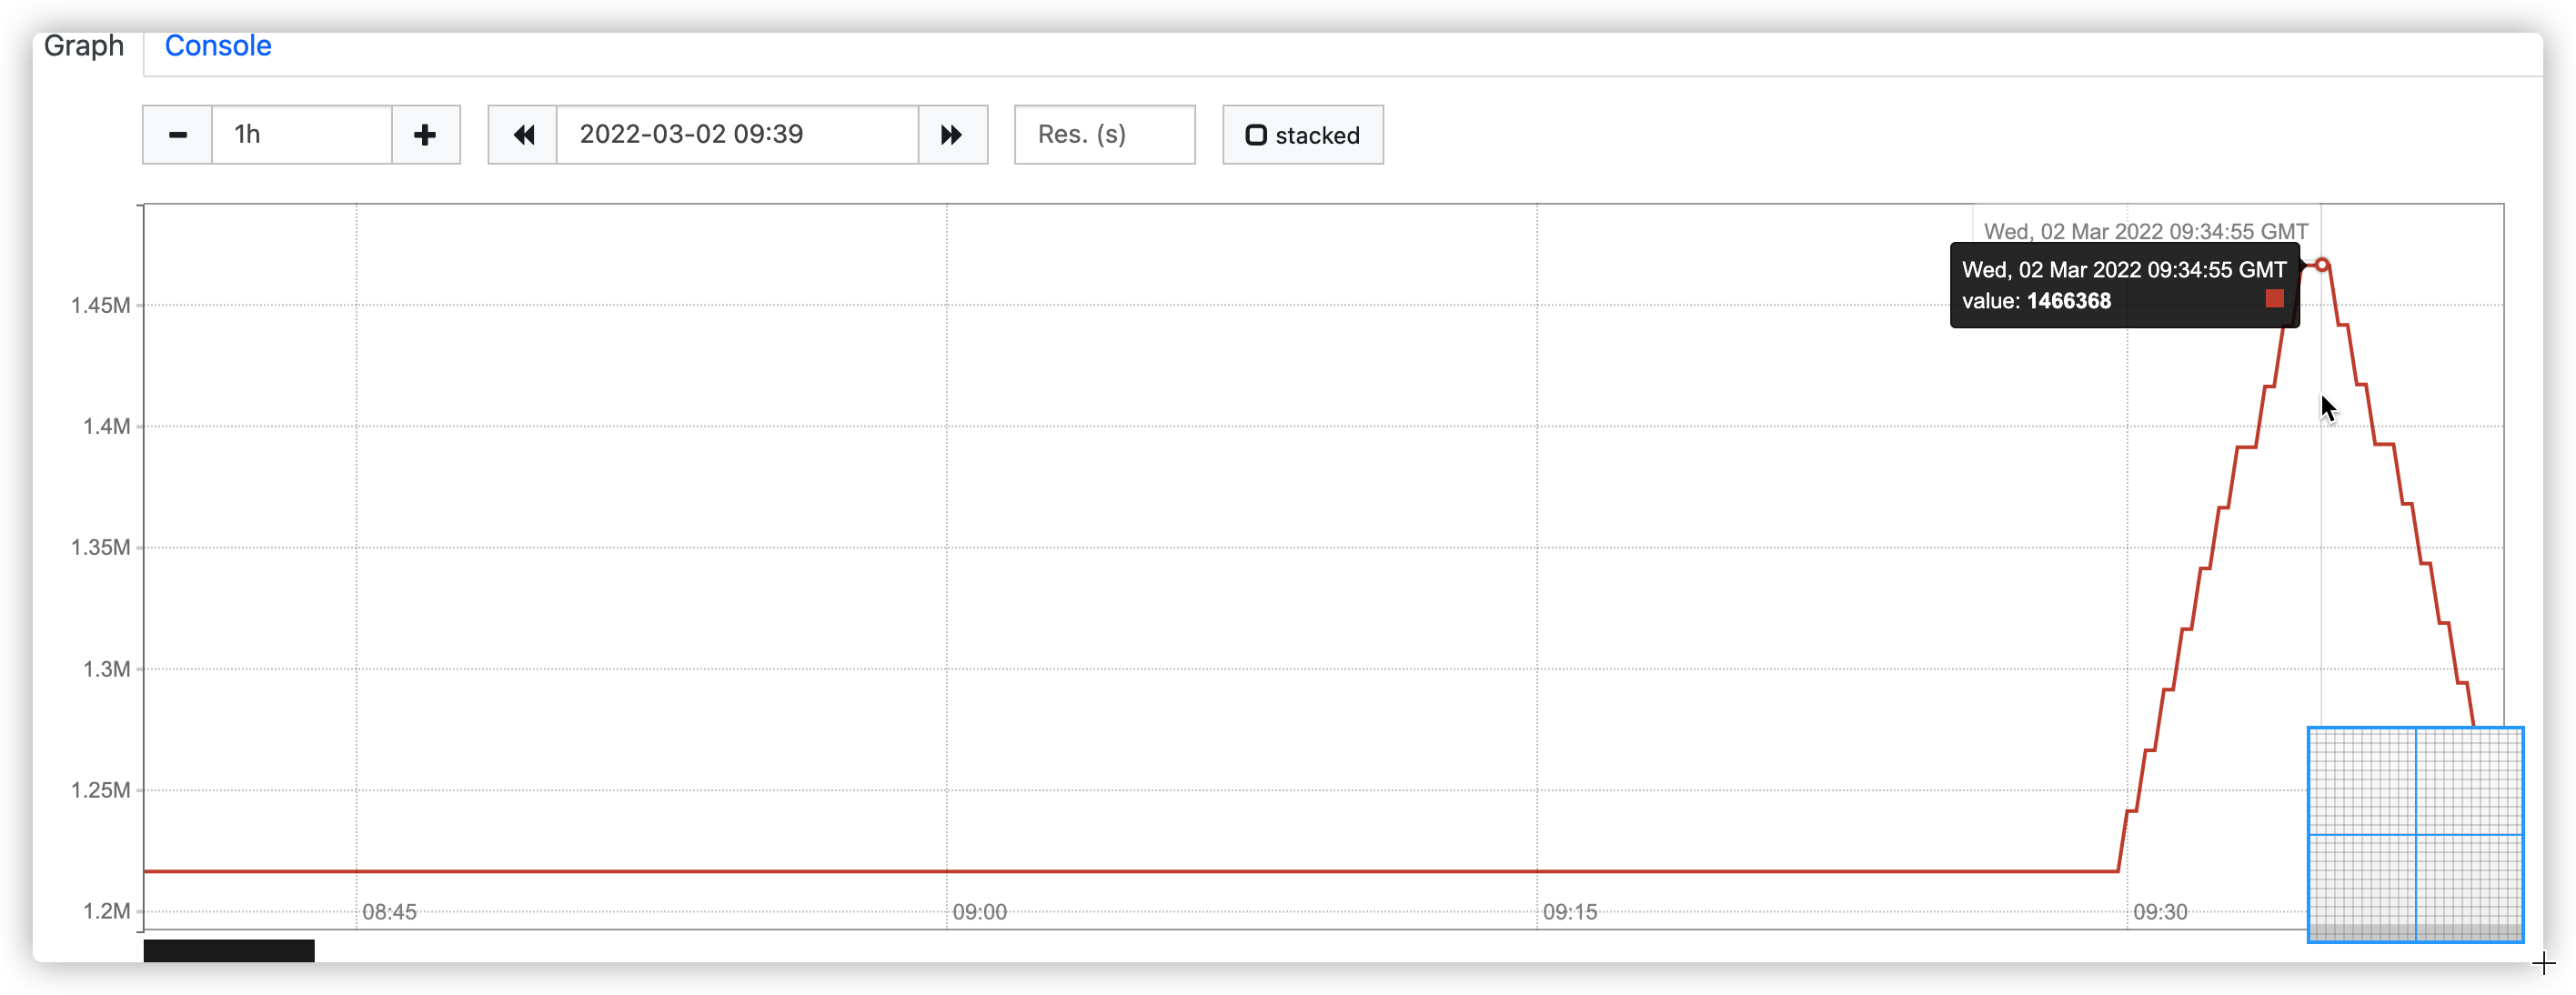 Graph Console
1h
2022-03-02 09:39
Res. (s)
stacked
Wed, 02 Mar 2022 09:34:55 GMT
Wed, 02 Mar 2022 09:34:55 GMT
value: 1466368
1.45M
1.4M
1.35M
1.3M
1.25M
1.2M
08:45
09:00
09:15
09:30